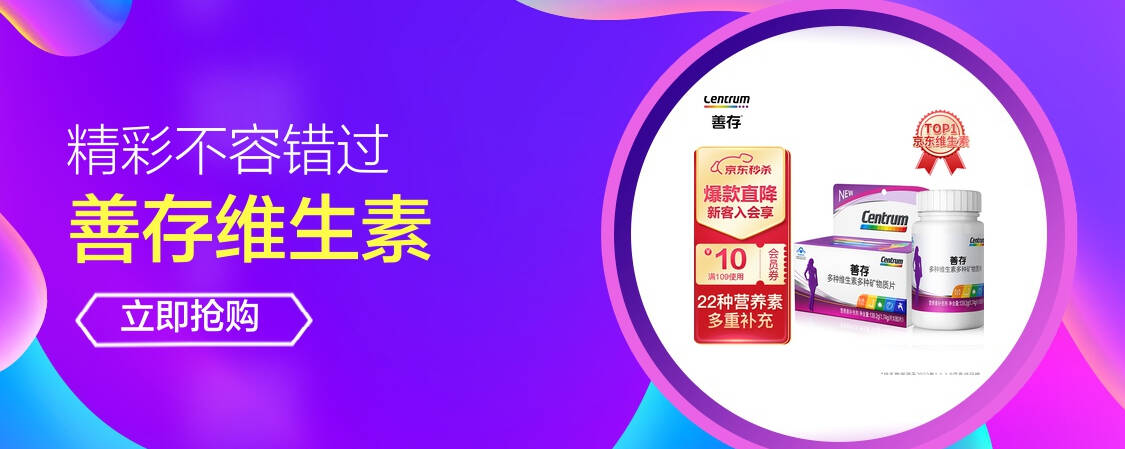 精彩不容错过
善存维生素
立即抢购
Centrum
善存
TOP1
京东维生素
京东秒杀
爆款直降
新客入会享
¥10
满109使用
会员券
22种营养素
多重补充
NEW
Centrum
Centrum
善存
多种维生素多种矿物质片
Centrum
善存
多种维生素多种矿物质片